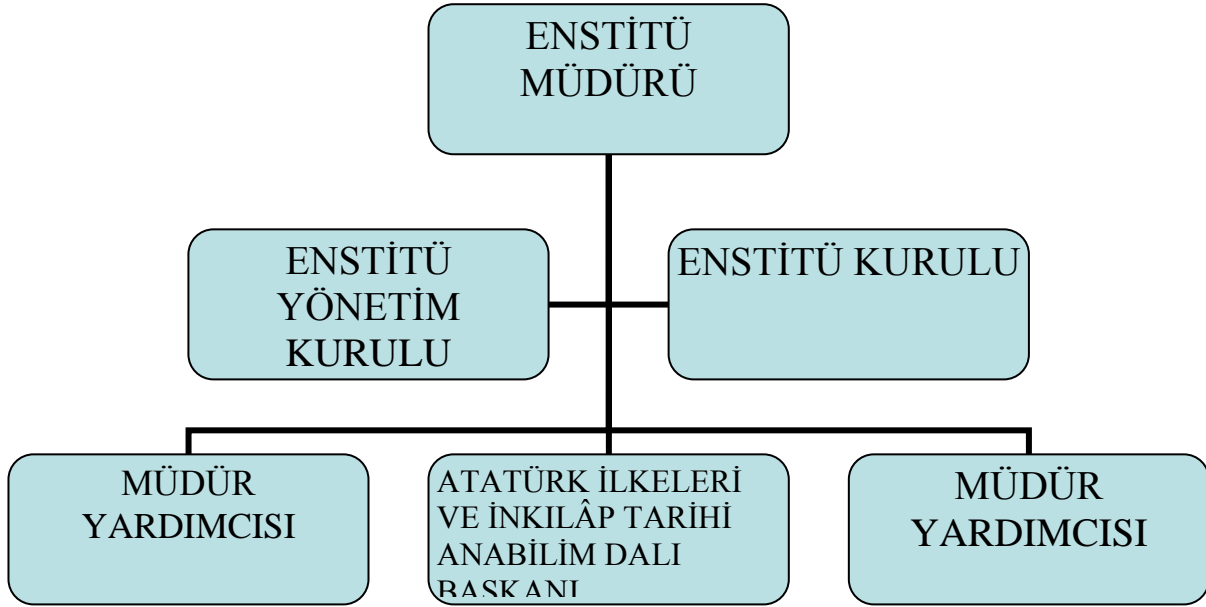 ENSTİTÜ
MÜDÜRÜ
ENSTİTÜ
YÖNETİM
KURULU
ENSTİTÜ KURULU
MÜDÜR
YARDIMCISI
ATATÜRK İLKELERİ
VE İNKILÂP TARİHİ
ANABİLİM DALI
BAŞKANI
MÜDÜR
YARDIMCISI